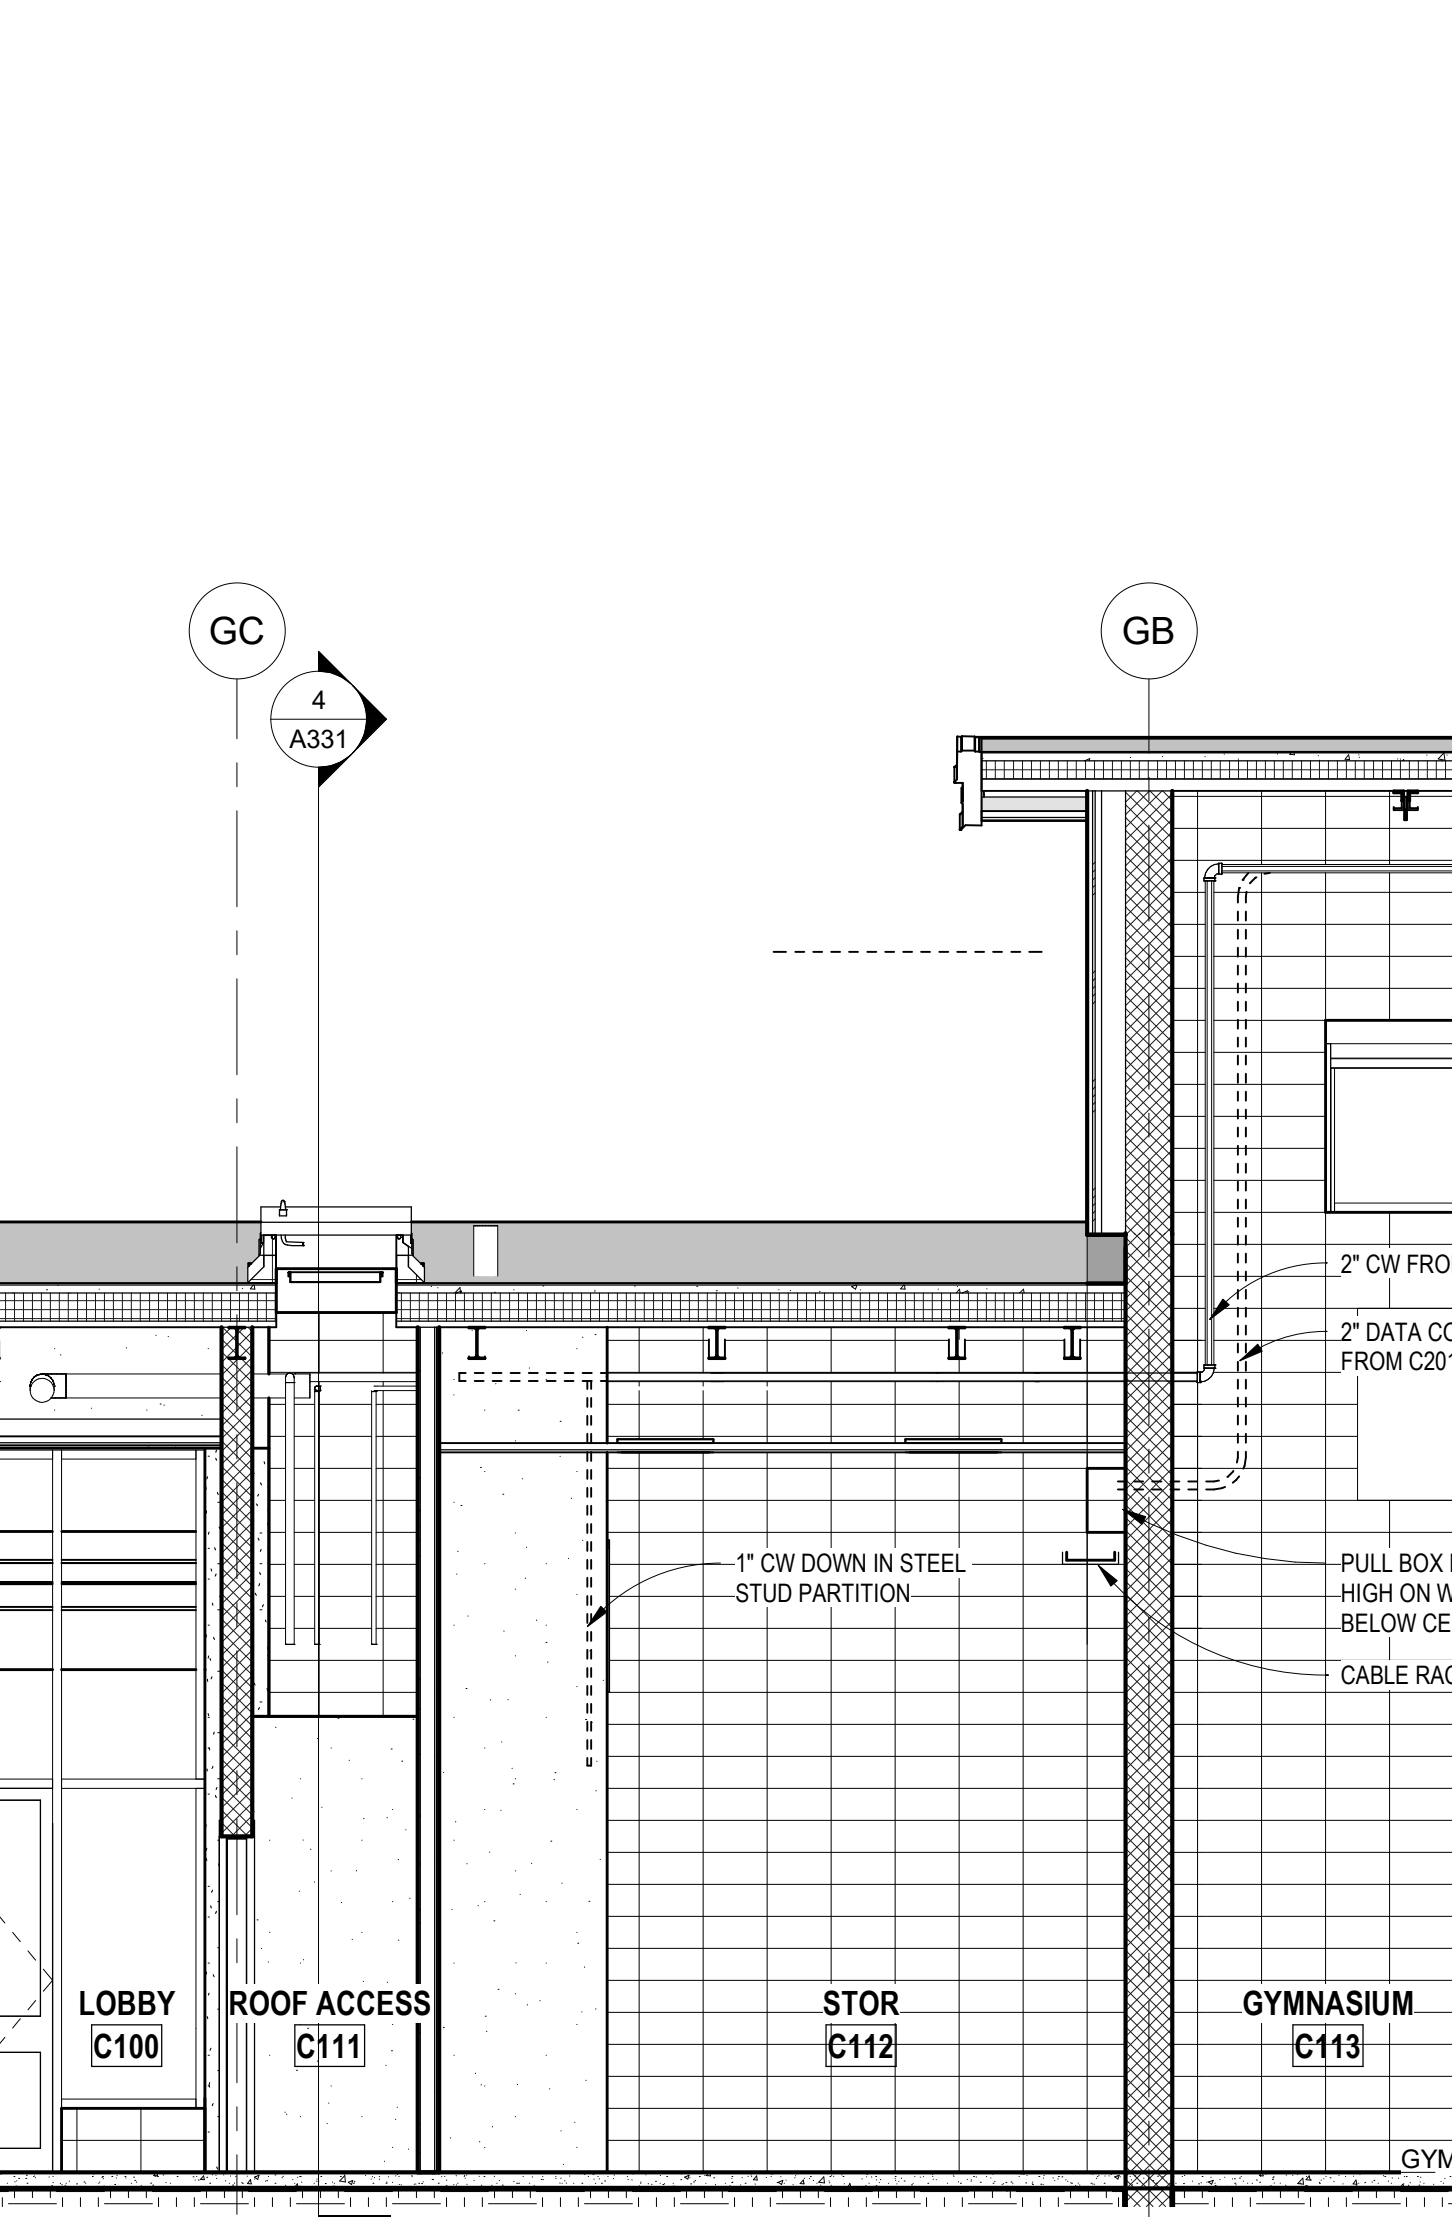 GC
GB
4
A331
2" CW FRO
2" DATA CO
FROM C201
1" CW DOWN IN STEEL
STUD PARTITION
PULL BOX
HIGH ON W
BELOW CE
CABLE RAC
LOBBY
C100
ROOF ACCESS
C111
STOR
C112
GYMNASIUM
C113
GYM